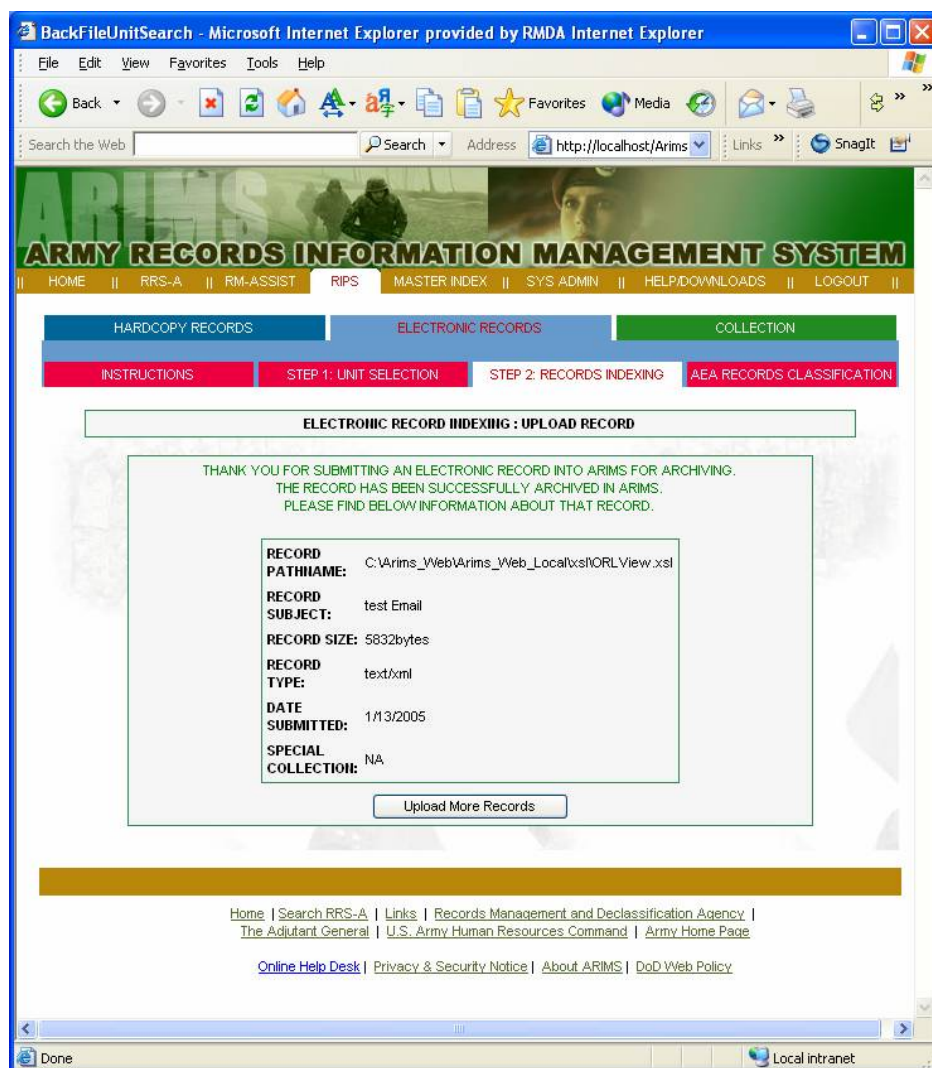 BackFileUnitSearch - Microsoft Internet Explorer provided by RMDA Internet Explorer
File Edit View Favorites Tools Help
Back Favorites Media
Search the Web Search Address http://localhost/Arims Links SnagIt
ARIMS
ARMY RECORDS INFORMATION MANAGEMENT SYSTEM
|| HOME || RRS-A || RM-ASSIST RIPS MASTER INDEX || SYS ADMIN || HELP/DOWNLOADS || LOGOUT ||
HARDCOPY RECORDS ELECTRONIC RECORDS COLLECTION
INSTRUCTIONS STEP 1: UNIT SELECTION STEP 2: RECORDS INDEXING AEA RECORDS CLASSIFICATION
ELECTRONIC RECORD INDEXING : UPLOAD RECORD
THANK YOU FOR SUBMITTING AN ELECTRONIC RECORD INTO ARIMS FOR ARCHIVING.
THE RECORD HAS BEEN SUCCESSFULLY ARCHIVED IN ARIMS.
PLEASE FIND BELOW INFORMATION ABOUT THAT RECORD.
RECORD
PATHNAME: C:\Arims_Web\Arims_Web_Local\xsl\ORLView.xsl
RECORD
SUBJECT: test Email
RECORD SIZE: 5832bytes
RECORD
TYPE: text/xml
DATE
SUBMITTED: 1/13/2005
SPECIAL
COLLECTION: NA
Upload More Records
Home | Search RRS-A | Links | Records Management and Declassification Agency |
The Adjutant General | U.S. Army Human Resources Command | Army Home Page
Online Help Desk | Privacy & Security Notice | About ARIMS | DoD Web Policy
Done Local intranet